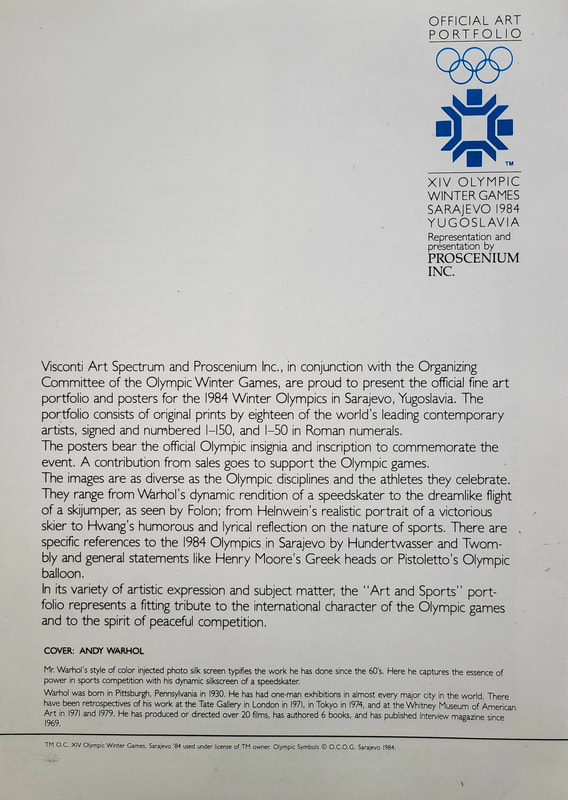 OFFICIAL ART
PORTFOLIO
TM
XIV OLYMPIC
WINTER GAMES
SARAJEVO 1984
YUGOSLAVIA
Representation and
presentation by
PROSCENIUM
INC.
Visconti Art Spectrum and Proscenium Inc., in conjunction with the Organizing
Committee of the Olympic Winter Games, are proud to present the official fine art
portfolio and posters for the 1984 Winter Olympics in Sarajevo, Yugoslavia. The
portfolio consists of original prints by eighteen of the world's leading contemporary
artists, signed and numbered 1–150, and 1–50 in Roman numerals.
The posters bear the official Olympic insignia and inscription to commemorate the
event. A contribution from sales goes to support the Olympic games.
The images are as diverse as the Olympic disciplines and the athletes they celebrate.
They range from Warhol's dynamic rendition of a speedskater to the dreamlike flight
of a skijumper, as seen by Folon; from Helnwein's realistic portrait of a victorious
skier to Hwang's humorous and lyrical reflection on the nature of sports. There are
specific references to the 1984 Olympics in Sarajevo by Hundertwasser and Twom-
bly and general statements like Henry Moore's Greek heads or Pistoletto's Olympic
balloon.
In its variety of artistic expression and subject matter, the "Art and Sports" port-
folio represents a fitting tribute to the international character of the Olympic games
and to the spirit of peaceful competition.
COVER: ANDY WARHOL
Mr. Warhol's style of color injected photo silk screen typifies the work he has done since the 60's. Here he captures the essence of
power in sports competition with his dynamic silkscreen of a speedskater.
Warhol was born in Pittsburgh, Pennsylvania in 1930. He has had one-man exhibitions in almost every major city in the world. There
have been retrospectives of his work at the Tate Gallery in London in 1971, in Tokyo in 1974, and at the Whitney Museum of American
Art in 1971 and 1979. He has produced or directed over 20 films, has authored 6 books, and has published Interview magazine since
1969.
TM O.C. XIV Olympic Winter Games, Sarajevo '84 used under license of TM owner. Olympic Symbols © O.C.O.G. Sarajevo 1984.